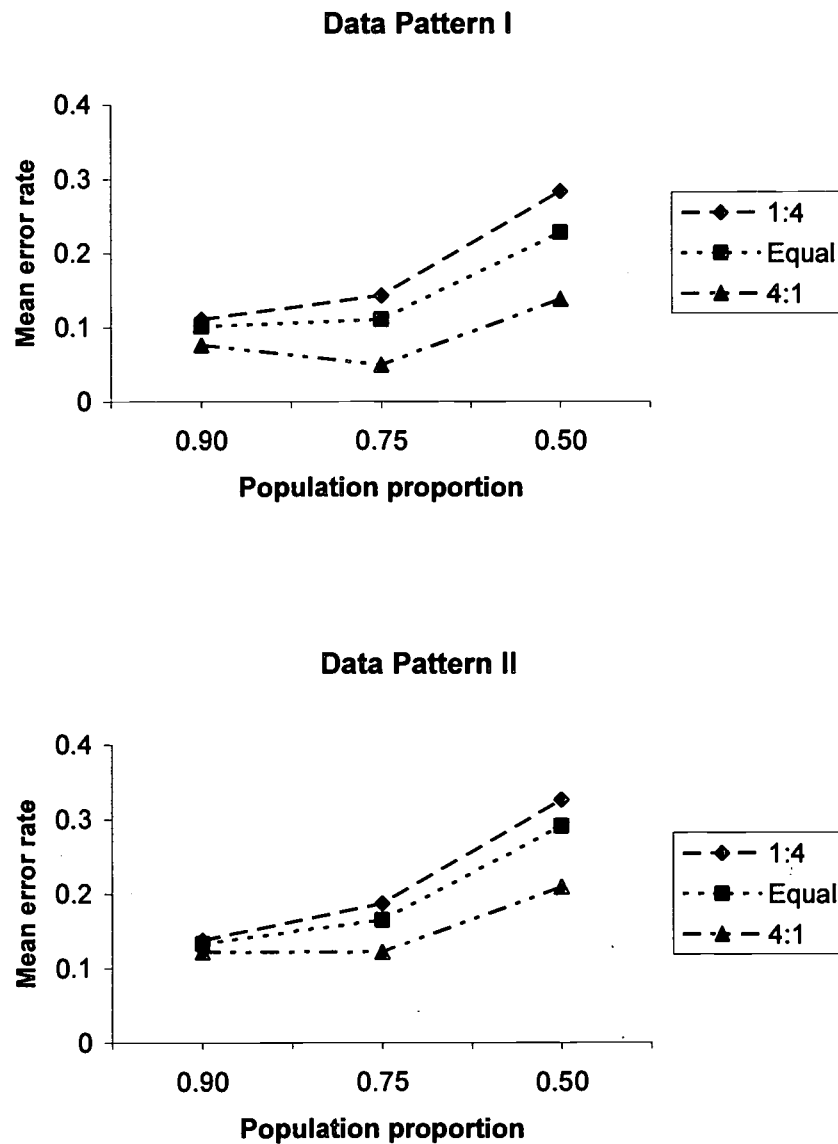 Data Pattern I
0.4
0.3
0.2
0.1
0
Mean error rate
0.90 0.75 0.50
Population proportion
1:4
Equal
4:1
Data Pattern II
0.4
0.3
0.2
0.1
0
Mean error rate
0.90 0.75 0.50
Population proportion
1:4
Equal
4:1